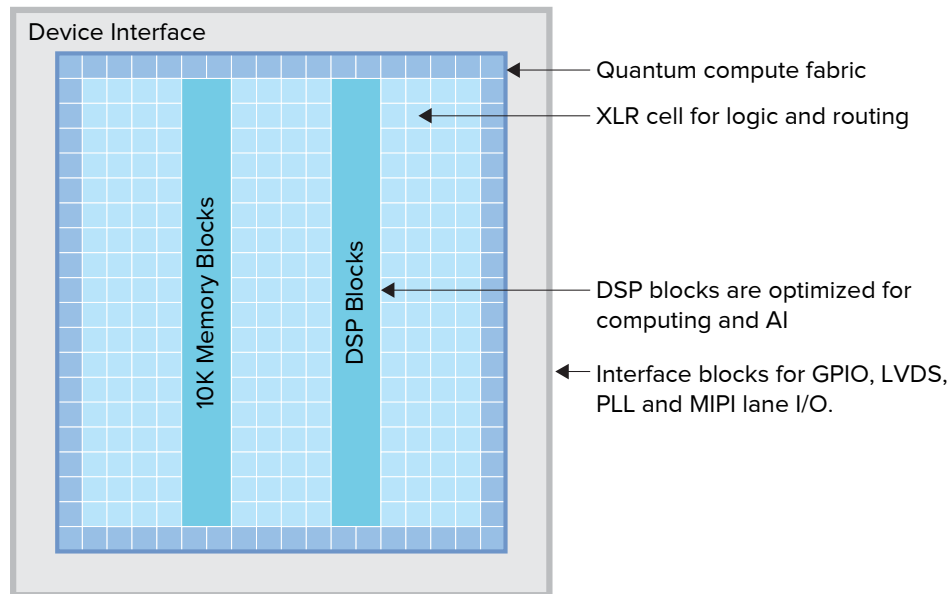 Device Interface
Quantum compute fabric
XLR cell for logic and routing
10K Memory Blocks
DSP Blocks
DSP blocks are optimized for
computing and AI
Interface blocks for GPIO, LVDS,
PLL and MIPI lane I/O.